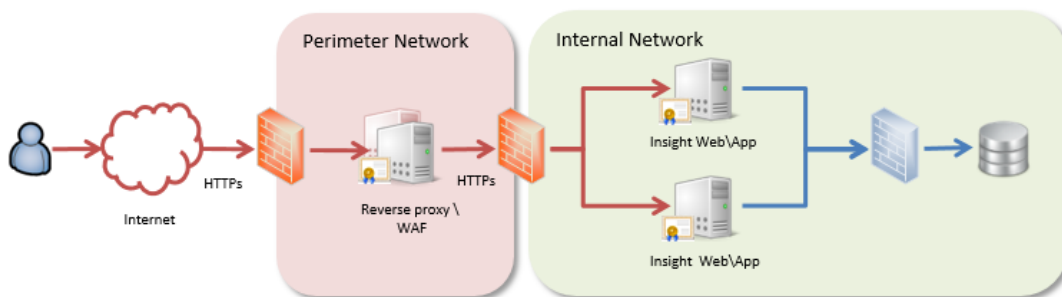 Perimeter Network
Internal Network
Insight Web\App
HTTPs
HTTPs
Internet
Reverse proxy \
WAF
Insight  Web\App